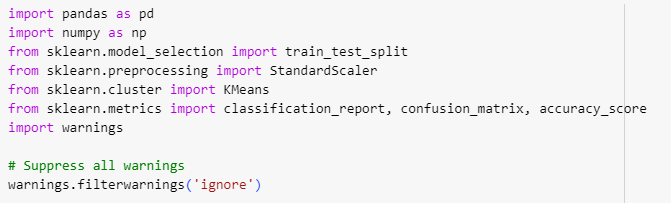 import pandas as pd
import numpy as np
from sklearn.model_selection import train_test_split
from sklearn.preprocessing import StandardScaler
from sklearn.cluster import KMeans
from sklearn.metrics import classification_report, confusion_matrix, accuracy_score
import warnings
# Suppress all warnings
warnings.filterwarnings('ignore')